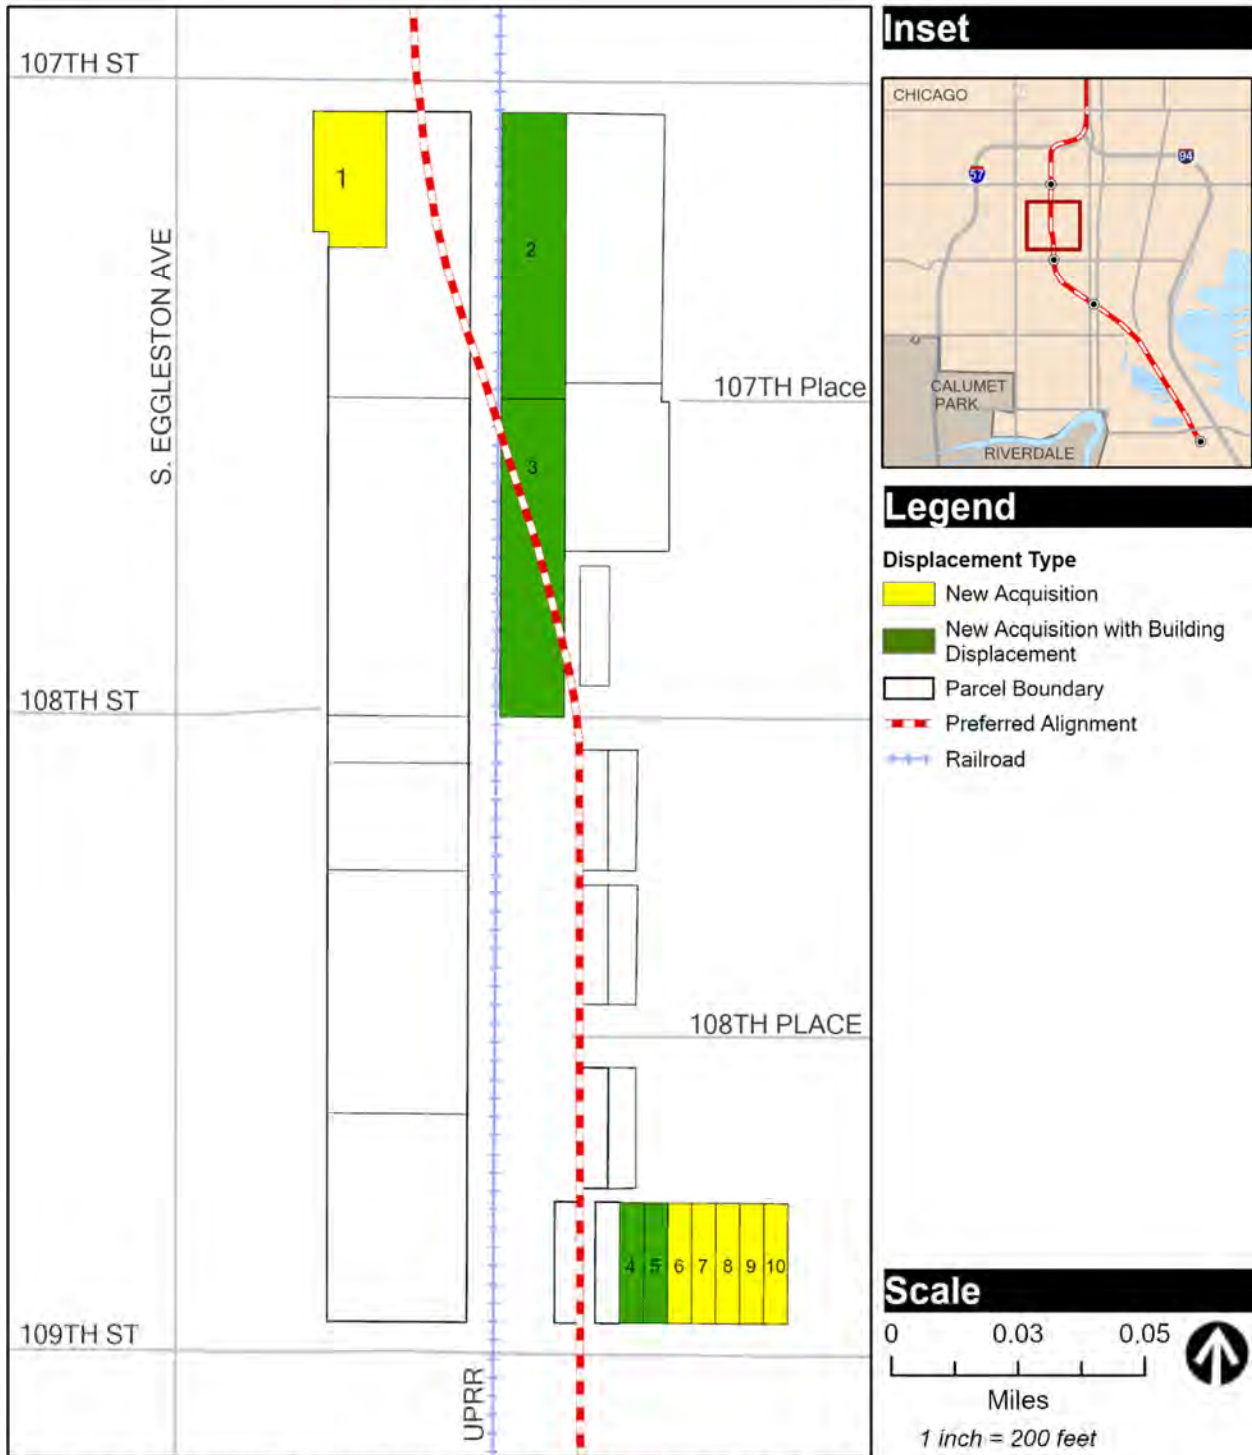 107TH ST
S. EGGLESTON AVE
1
2
107TH Place
3
108TH ST
108TH PLACE
4
5
6
7
8
9
10
109TH ST
UPRR
Inset
CHICAGO
57
94
CALUMET
PARK
RIVERDALE
Legend
Displacement Type
New Acquisition
New Acquisition with Building
Displacement
Parcel Boundary
Preferred Alignment
Railroad
Scale
0 0.03 0.05
Miles
1 inch = 200 feet